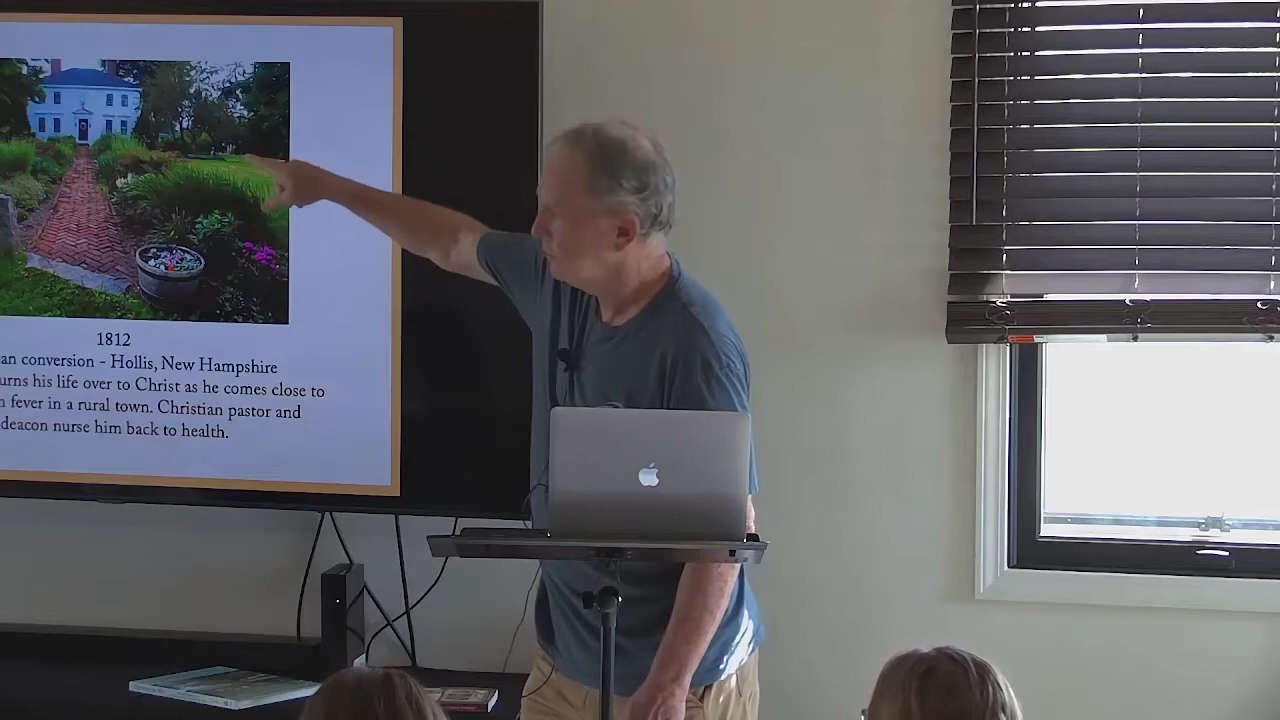 1812
an conversion - Hollis, New Hampshire
urns his life over to Christ as he comes close to
fever in a rural town. Christian pastor and
deacon nurse him back to health.